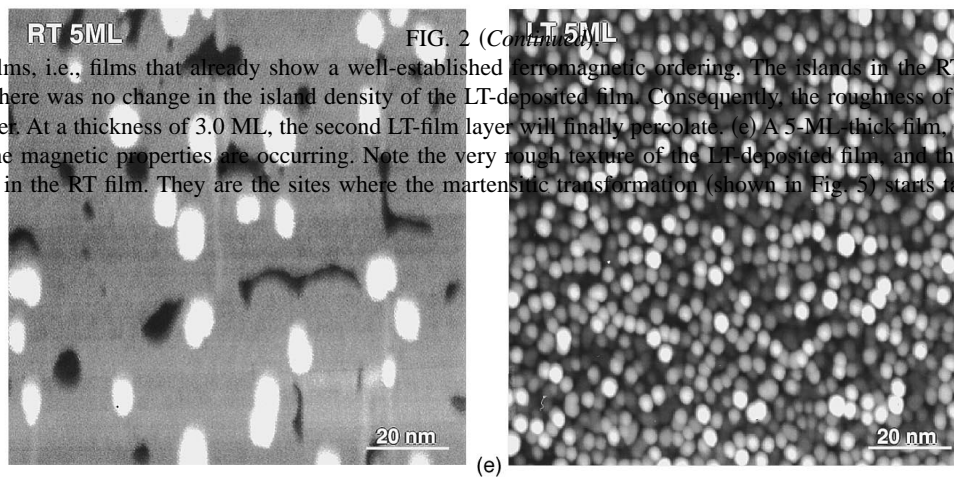 RT 5ML
LT 5ML
FIG. 2 (Continued).
lms, i.e., films that already show a well-established ferromagnetic ordering. The islands in the RT
here was no change in the island density of the LT-deposited film. Consequently, the roughness of
er. At a thickness of 3.0 ML, the second LT-film layer will finally percolate. (e) A 5-ML-thick film,
ne magnetic properties are occurring. Note the very rough texture of the LT-deposited film, and th
in the RT film. They are the sites where the martensitic transformation (shown in Fig. 5) starts ta
20 nm
20 nm
(e)